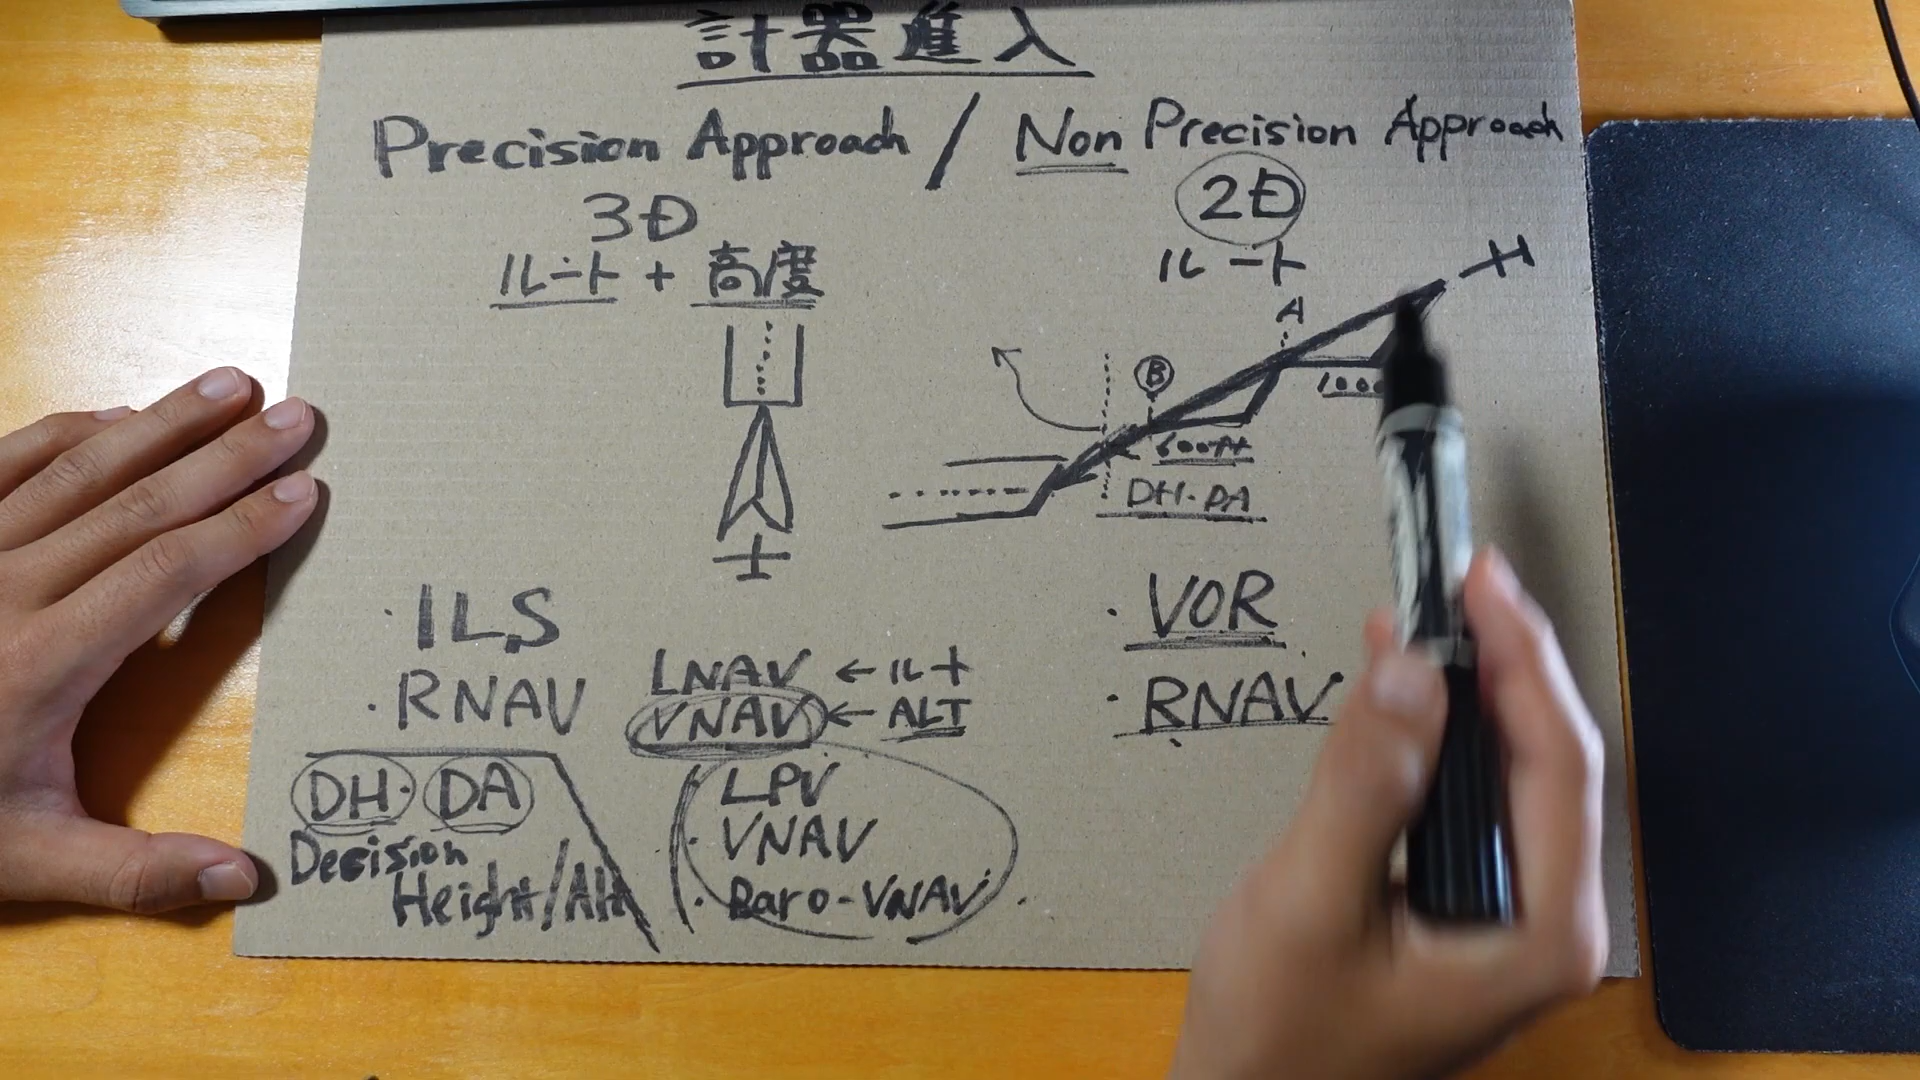 計器進入
Precision Approach / Non Precision Approach
3D
ルート + 高度
2D
ルート
A
B
1000
600ft
DH・DA
・ILS
・RNAV
LNAV ← ルート
VNAV ← ALT
DH・DA
Decision
Height/Alt
LPV
・VNAV
・Baro-VNAV
・VOR
・RNAV